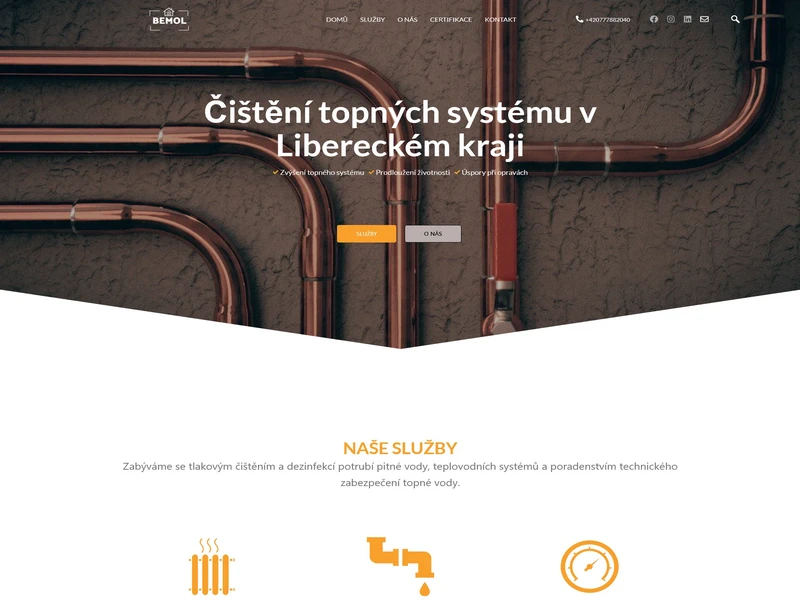 BEMOL
DOMŮ SLUŽBY O NÁS CERTIFIKACE KONTAKT
+420777882040
Čištění topných systému v
Libereckém kraji
Zvýšení topného systému Prodloužení životnosti Úspory při opravách
SLUŽBY O NÁS
NAŠE SLUŽBY
Zabýváme se tlakovým čištěním a dezinfekcí potrubí pitné vody, teplovodních systémů a poradenstvím technického
zabezpečení topné vody.